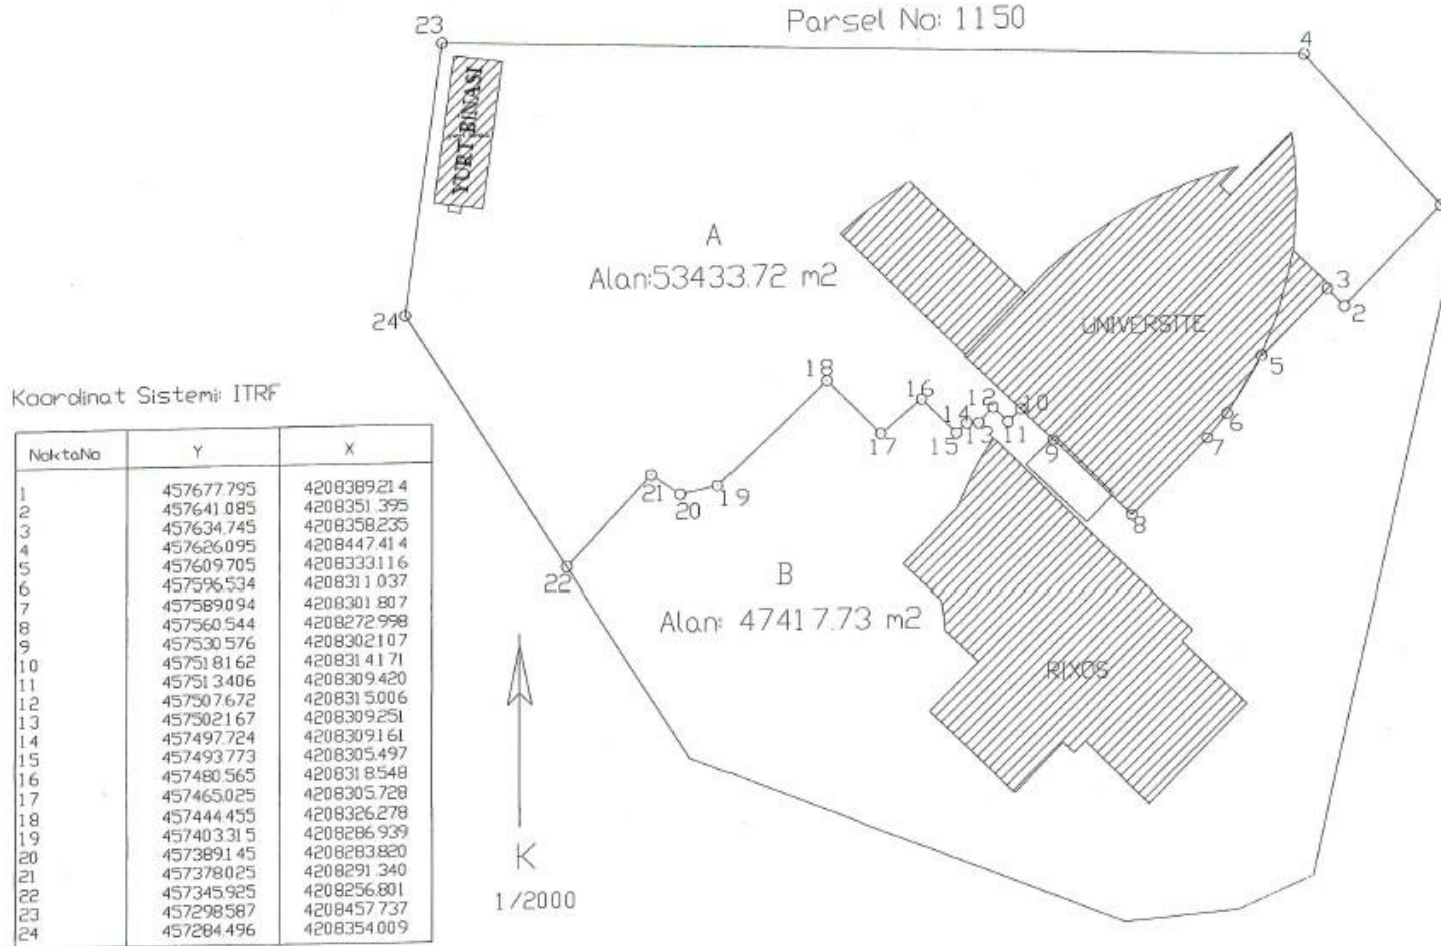 Parsel No: 1150
23
4
YURT BINASI
A
Alan:53433.72 m2
UNIVERSITE
3
2
24
5
18
16
12
10
14
6
15
13
11
7
17
9
21
20
19
8
22
B
Alan: 47417.73 m2
RIXOS
K
1/2000
Koordinat Sistemi: ITRF
NoktaNo Y X
1 457677.795 4208389.214
2 457641.085 4208351.395
3 457634.745 4208358.235
4 457626.095 4208447.414
5 457609.705 4208333.116
6 457596.534 4208311.037
7 457589.094 4208301.807
8 457560.544 4208272.998
9 457530.576 4208302.107
10 457518.162 4208314.171
11 457513.406 4208309.420
12 457507.672 4208315.006
13 457502.167 4208309.251
14 457497.724 4208309.161
15 457493.773 4208305.497
16 457480.565 4208318.548
17 457465.025 4208305.728
18 457444.455 4208326.278
19 457403.315 4208286.939
20 457389.145 4208283.820
21 457378.025 4208291.340
22 457345.925 4208256.801
23 457298.587 4208457.737
24 457284.496 4208354.009